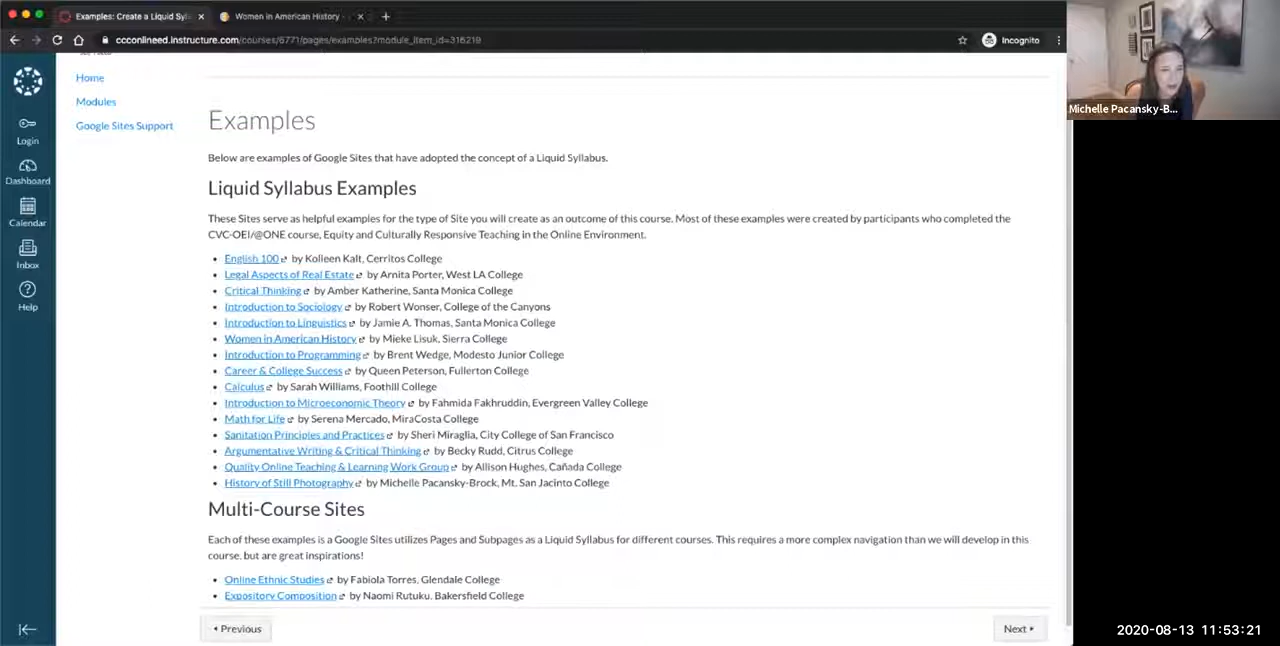 Examples: Create a Liquid Syl
Women in American History -
ccconlineed.instructure.com/courses/6771/pages/examples?module_item_id=316219
Incognito
Michelle Pacansky-B...
Login
Dashboard
Calendar
Inbox
Help
Home
Modules
Google Sites Support
Examples
Below are examples of Google Sites that have adopted the concept of a Liquid Syllabus.
Liquid Syllabus Examples
These Sites serve as helpful examples for the type of Site you will create as an outcome of this course. Most of these examples were created by participants who completed the
CVC-OEI/@ONE course, Equity and Culturally Responsive Teaching in the Online Environment.
English 100 by Kolleen Kalt, Cerritos College
Legal Aspects of Real Estate by Arnita Porter, West LA College
Critical Thinking by Amber Katherine, Santa Monica College
Introduction to Sociology by Robert Wonser, College of the Canyons
Introduction to Linguistics by Jamie A. Thomas, Santa Monica College
Women in American History by Mieke Lisuk, Sierra College
Introduction to Programming by Brent Wedge, Modesto Junior College
Career & College Success by Queen Peterson, Fullerton College
Calculus by Sarah Williams, Foothill College
Introduction to Microeconomic Theory by Fahmida Fakhruddin, Evergreen Valley College
Math for Life by Serena Mercado, MiraCosta College
Sanitation Principles and Practices by Sheri Miraglia, City College of San Francisco
Argumentative Writing & Critical Thinking by Becky Rudd, Citrus College
Quality Online Teaching & Learning Work Group by Allison Hughes, Cañada College
History of Still Photography by Michelle Pacansky-Brock, Mt. San Jacinto College
Multi-Course Sites
Each of these examples is a Google Sites utilizes Pages and Subpages as a Liquid Syllabus for different courses. This requires a more complex navigation than we will develop in this
course, but are great inspirations!
Online Ethnic Studies by Fabiola Torres, Glendale College
Expository Composition by Naomi Rutuku, Bakersfield College
Previous
Next
2020-08-13 11:53:21